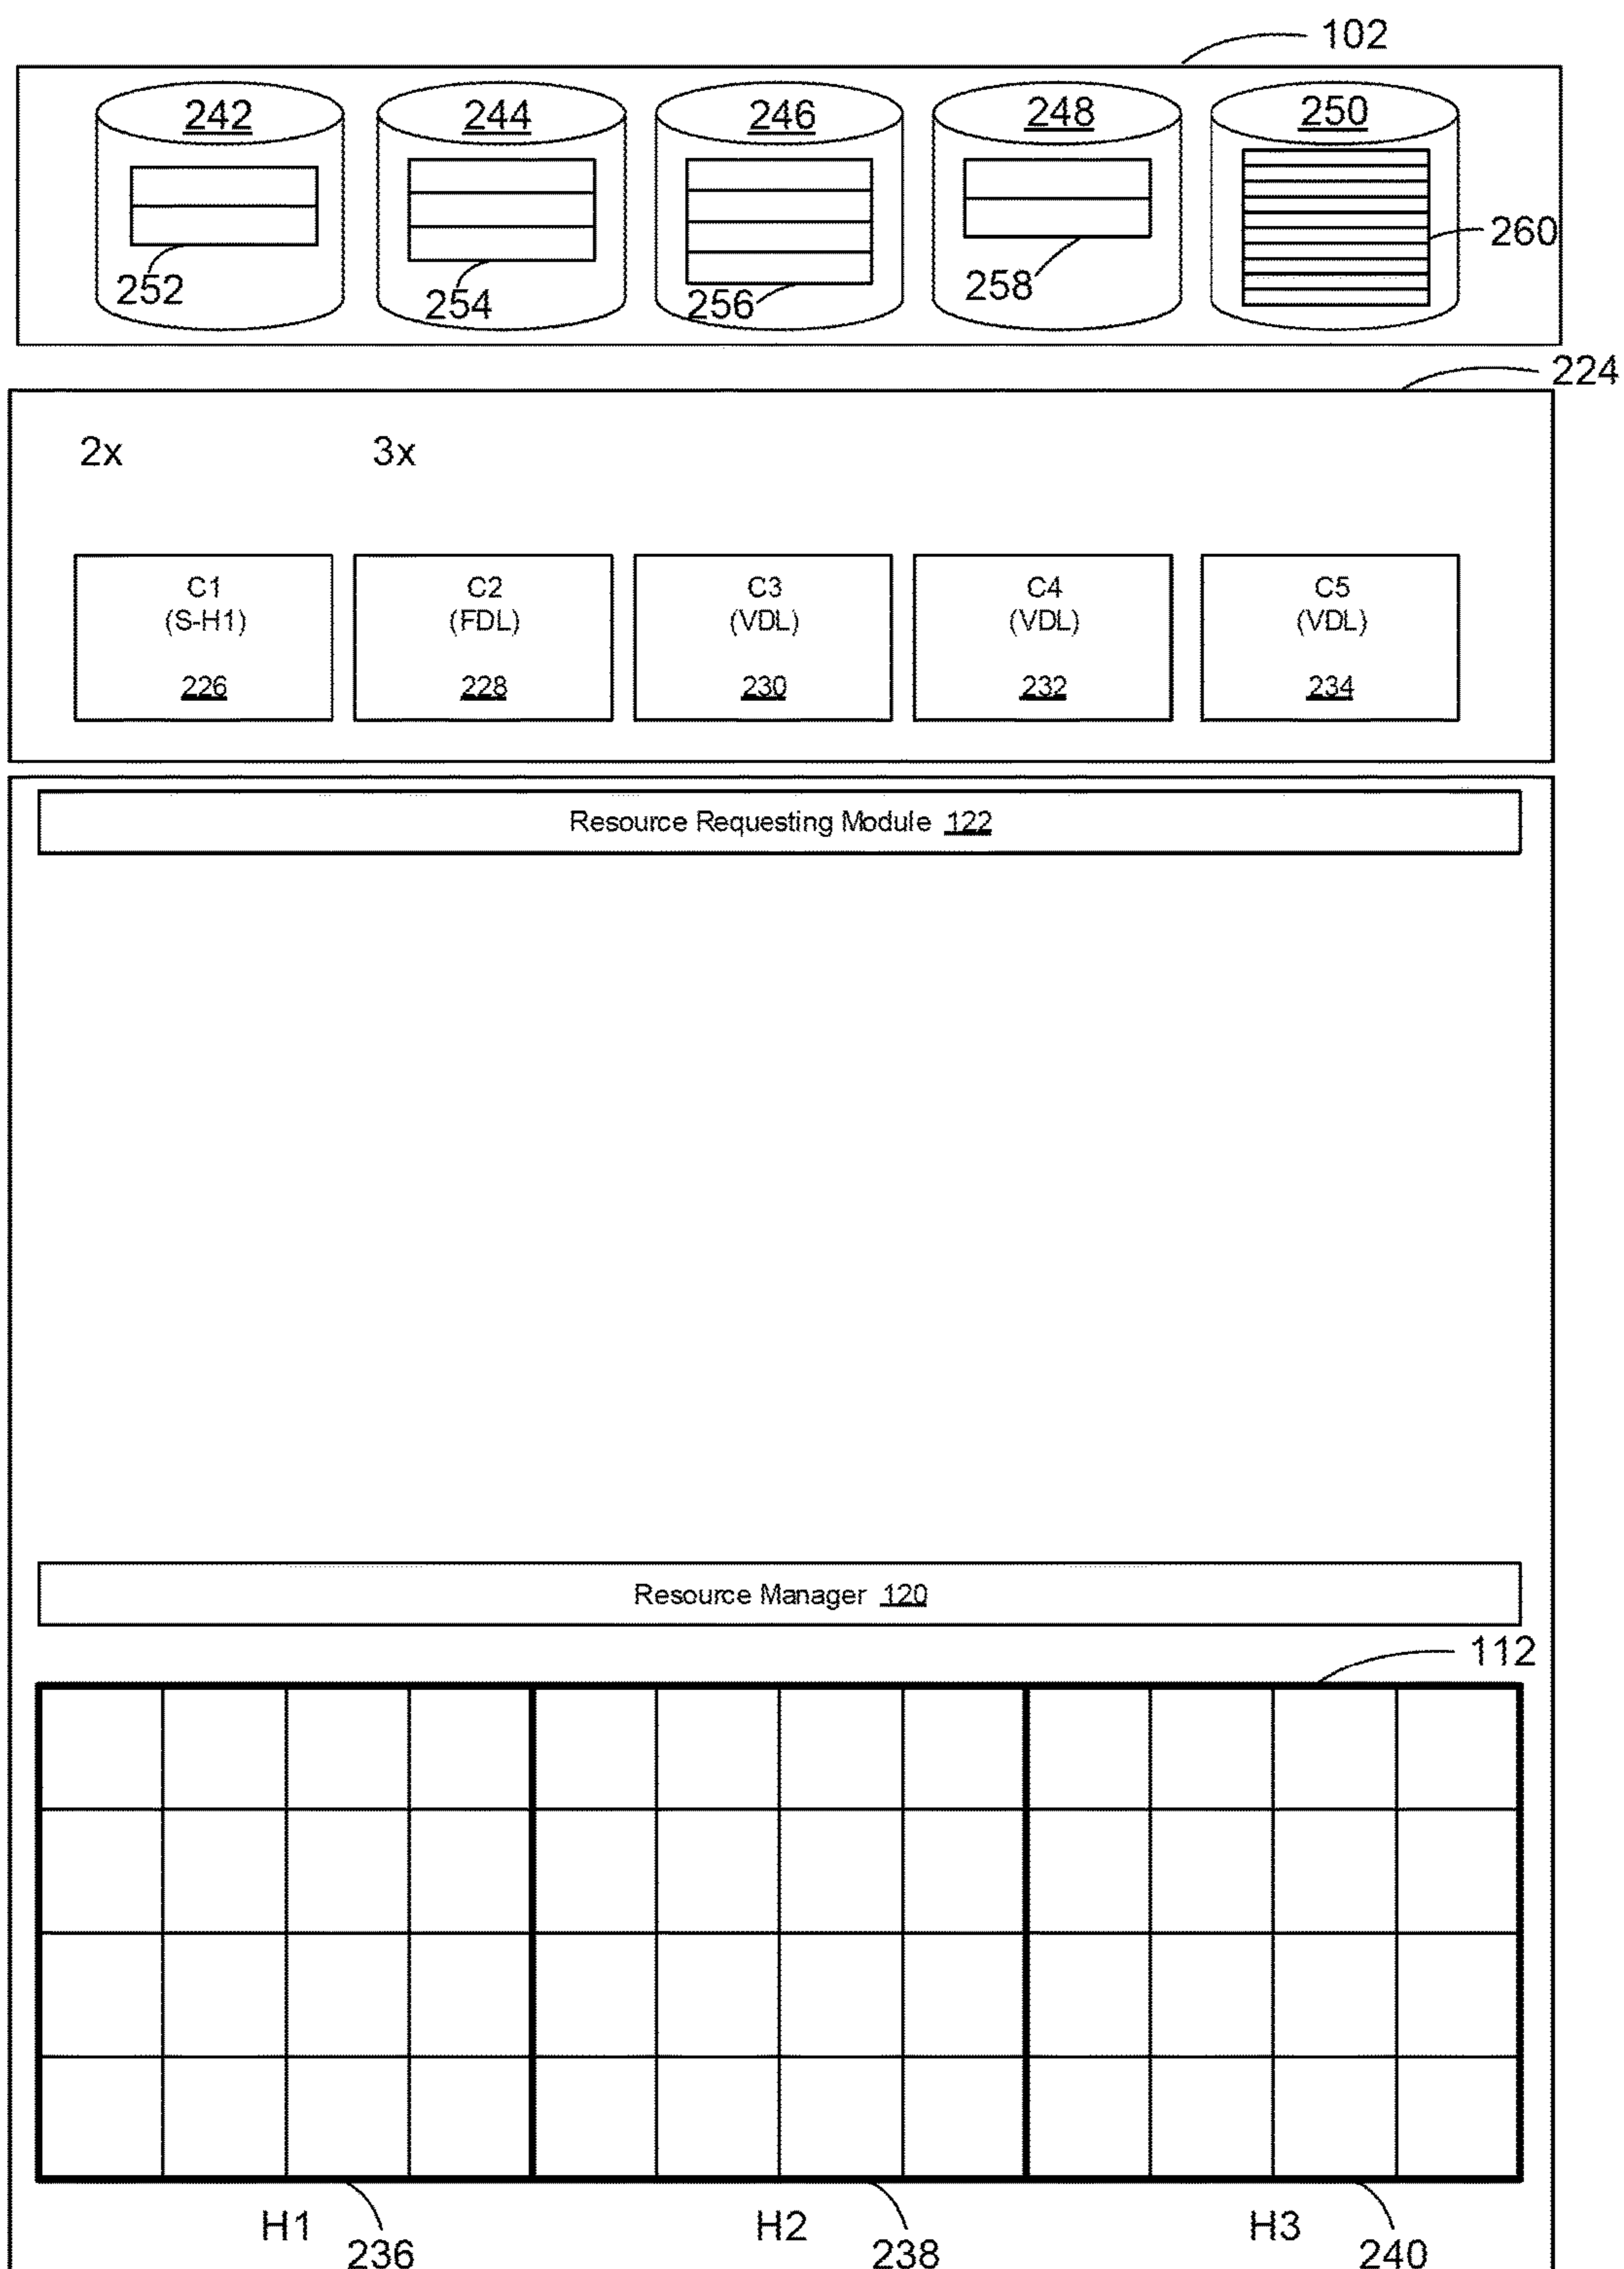 102
242 244 246 248 250
260
252 254 256 258
224
2x 3x
C1 C2 C3 C4 C5
(S-H1) (FDL) (VDL) (VDL) (VDL)
226 228 230 232 234
Resource Requesting Module 122
Resource Manager 120
112
H1 H2 H3
236 238 240